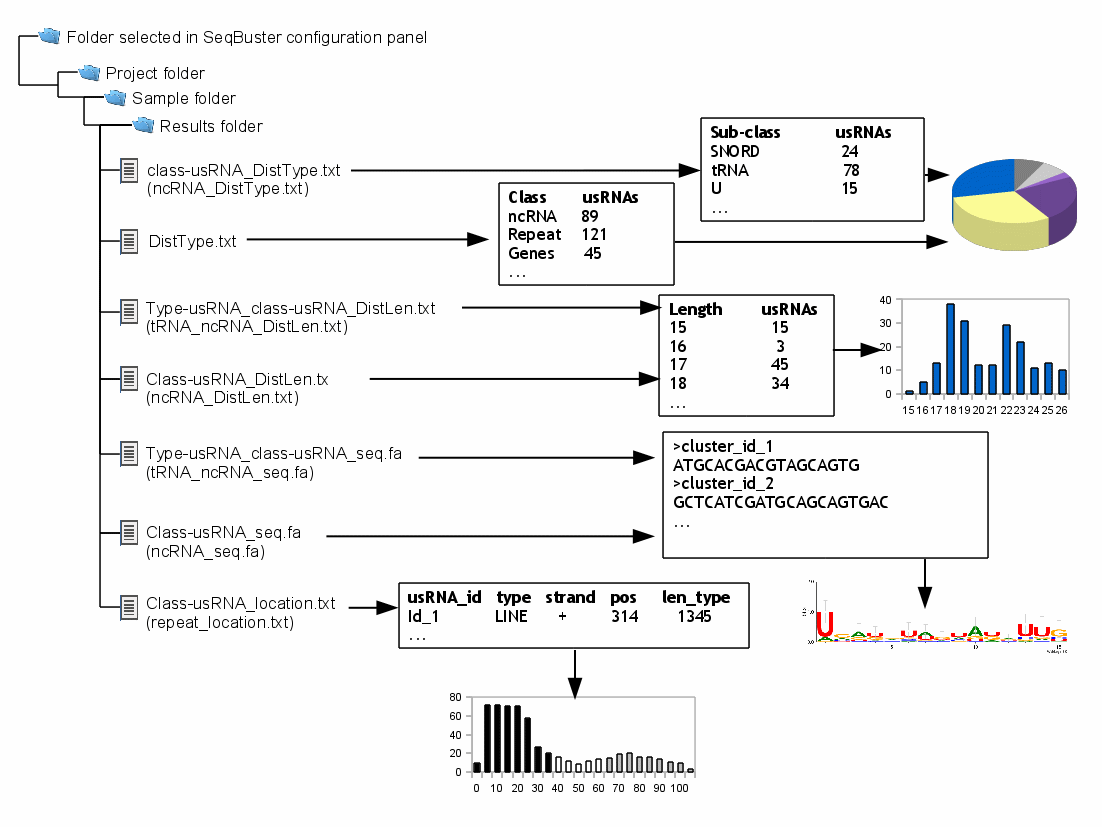 Folder selected in SeqBuster configuration panel
Project folder
Sample folder
Results folder
class-usRNA_DistType.txt
(ncRNA_DistType.txt)
Sub-class usRNAs
SNORD 24
tRNA 78
U 15
...
DistType.txt
Class usRNAs
ncRNA 89
Repeat 121
Genes 45
...
Type-usRNA_class-usRNA_DistLen.txt
(tRNA_ncRNA_DistLen.txt)
Class-usRNA_DistLen.tx
(ncRNA_DistLen.txt)
Length usRNAs
15 15
16 3
17 45
18 34
...
40
30
20
10
0
15 16 17 18 19 20 21 22 23 24 25 26
Type-usRNA_class-usRNA_seq.fa
(tRNA_ncRNA_seq.fa)
Class-usRNA_seq.fa
(ncRNA_seq.fa)
>cluster_id_1
ATGCACGACGTAGCAGTG
>cluster_id_2
GCTCATCGATGCAGCAGTGAC
...
Class-usRNA_location.txt
(repeat_location.txt)
usRNA_id type strand pos len_type
Id_1 LINE + 314 1345
...
5 10 15
80
60
40
20
0
0 10 20 30 40 50 60 70 80 90 100